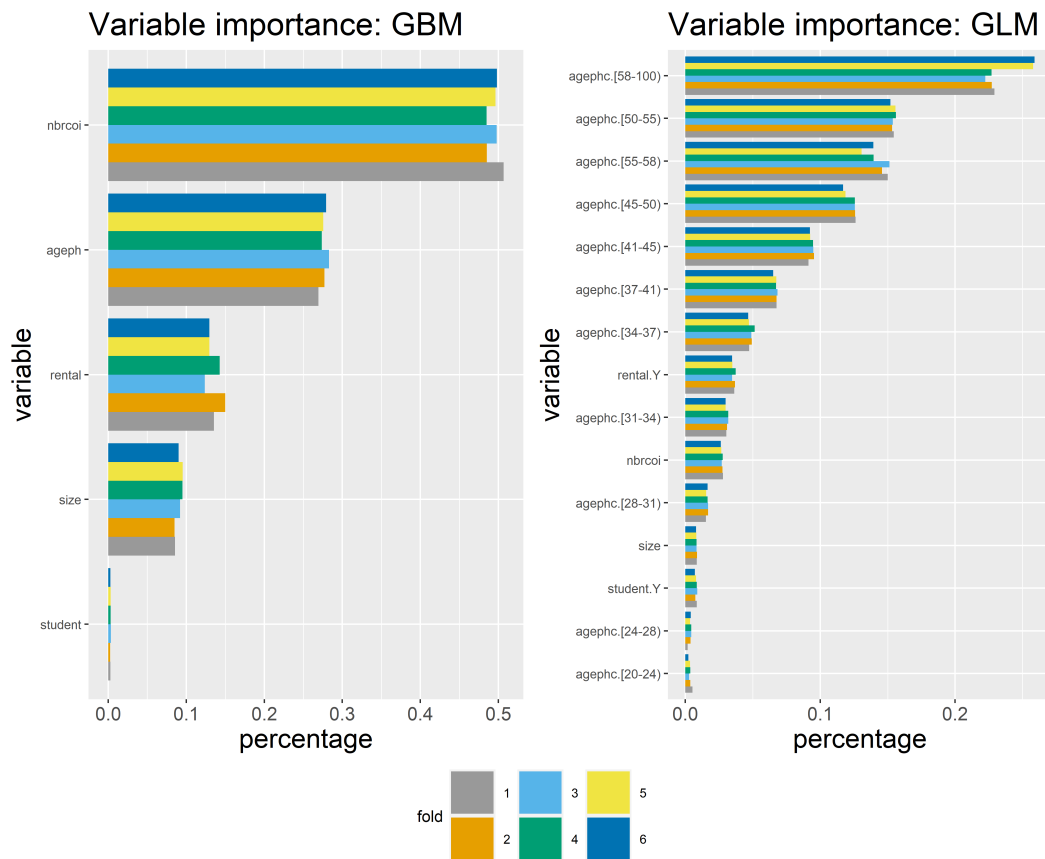 Variable importance: GBM
variable
nbrcoi
ageph
rental
size
student
0.0 0.1 0.2 0.3 0.4 0.5
percentage
Variable importance: GLM
variable
agephc.[58-100)
agephc.[50-55)
agephc.[55-58)
agephc.[45-50)
agephc.[41-45)
agephc.[37-41)
agephc.[34-37)
rental.Y
agephc.[31-34)
nbrcoi
agephc.[28-31)
size
student.Y
agephc.[24-28)
agephc.[20-24)
0.0 0.1 0.2
percentage
fold
1 3 5
2 4 6